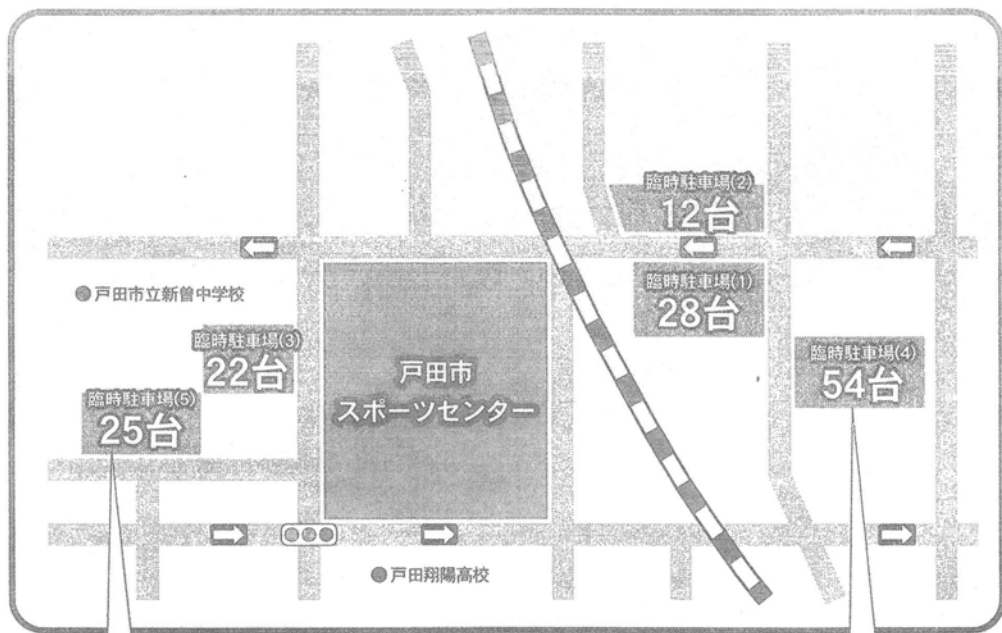 臨時駐車場(2)
12台
臨時駐車場(1)
28台
●戸田市立新曽中学校
臨時駐車場(3)
22台
戸田市
スポーツセンター
臨時駐車場(4)
54台
臨時駐車場(5)
25台
●戸田翔陽高校